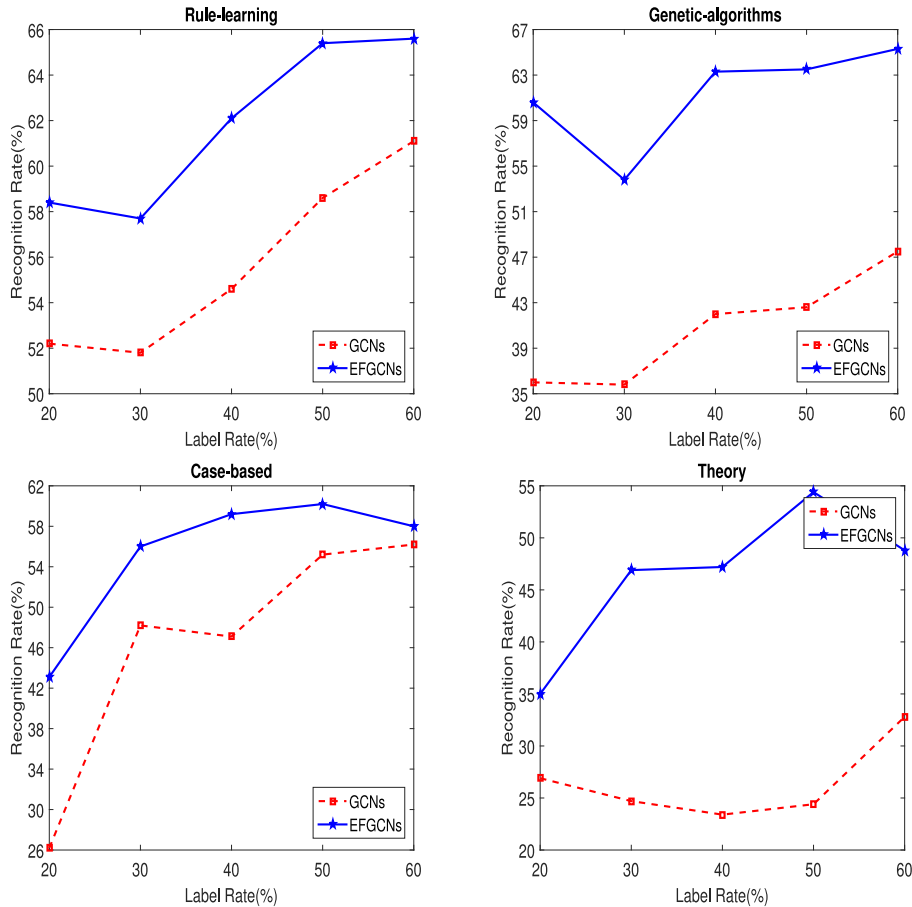 Rule-learning
Recognition Rate(%)
66
64
62
60
58
56
54
52
50
GCNs
EFGCNs
20 30 40 50 60
Label Rate(%)
Genetic-algorithms
Recognition Rate(%)
67
63
59
55
51
47
43
39
35
GCNs
EFGCNs
20 30 40 50 60
Label Rate(%)
Case-based
Recognition Rate(%)
62
58
54
50
46
42
38
34
30
26
GCNs
EFGCNs
20 30 40 50 60
Label Rate(%)
Theory
Recognition Rate(%)
55
50
45
40
35
30
25
20
GCNs
EFGCNs
20 30 40 50 60
Label Rate(%)